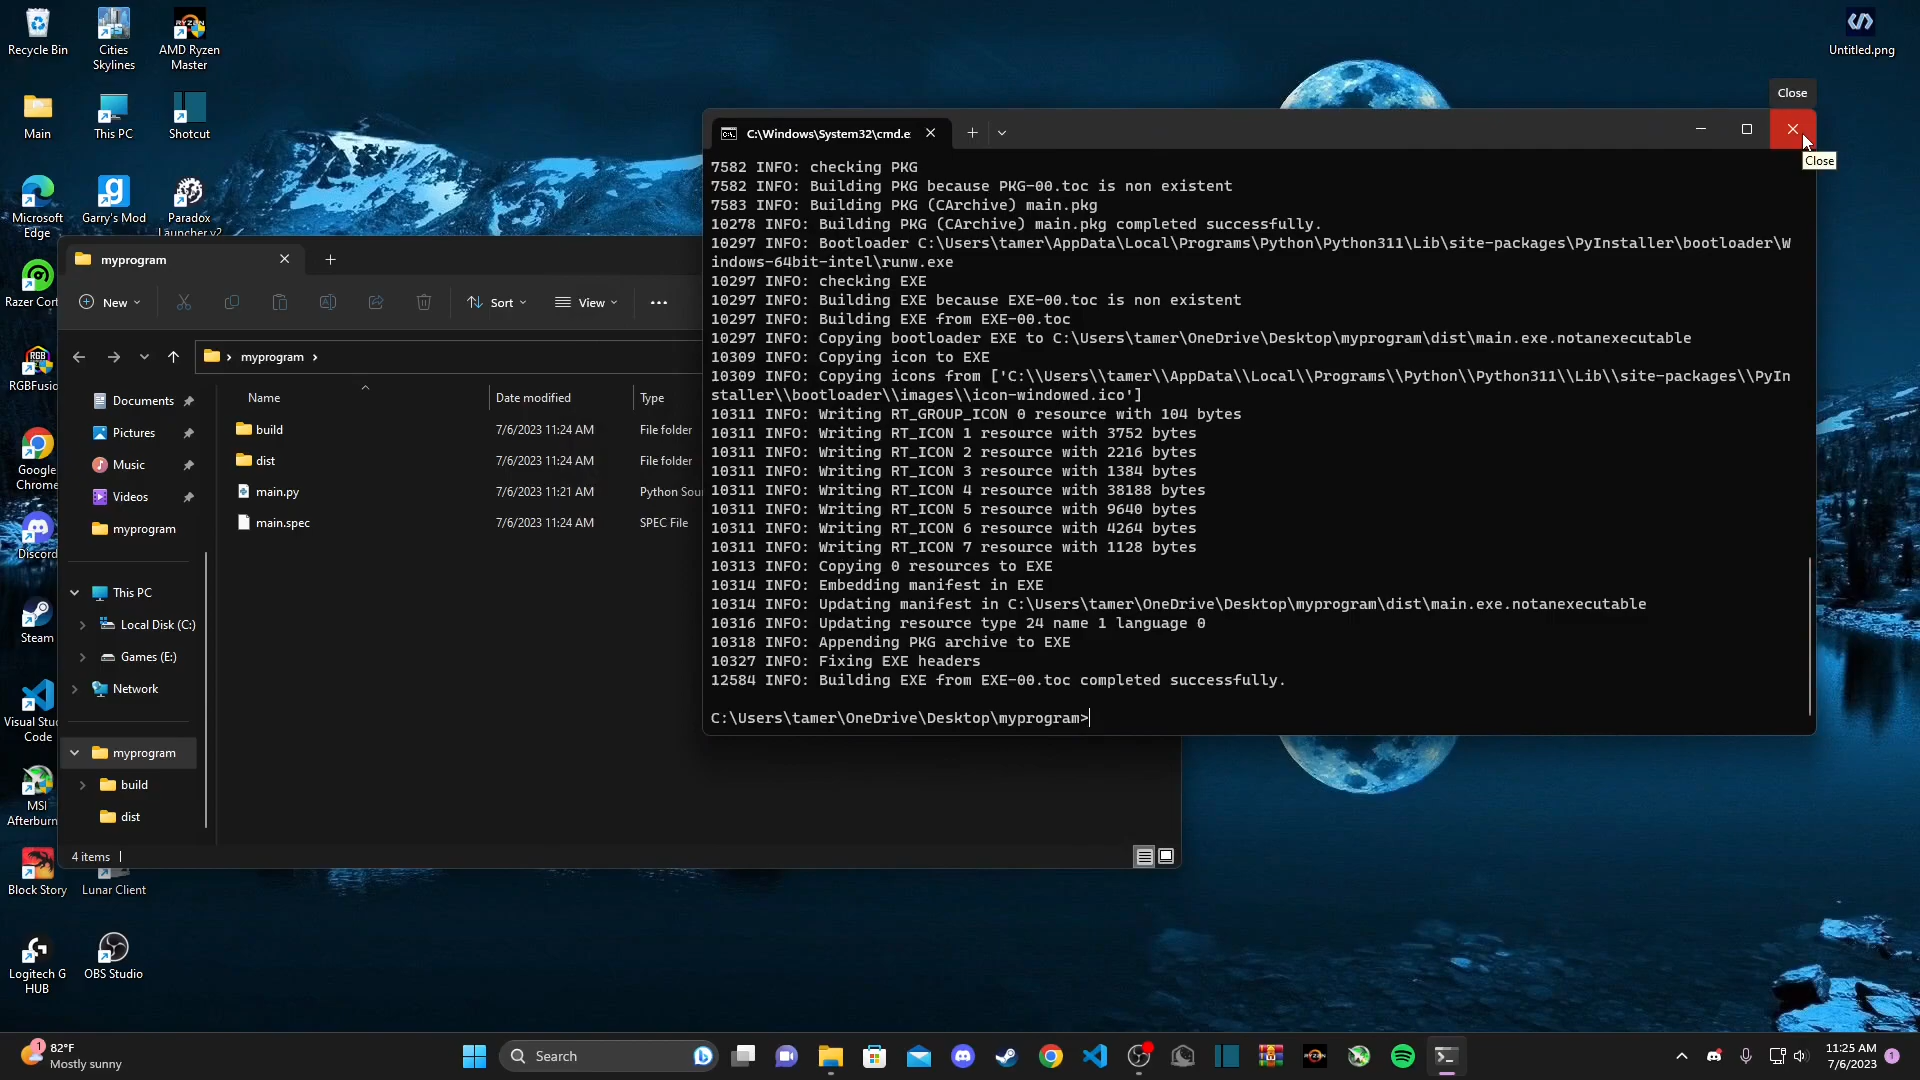 Recycle Bin
Cities
Skylines
AMD Ryzen
Master
Untitled.png
Main
This PC
Shotcut
Microsoft
Edge
Garry's Mod
Paradox
Launcher v2
Razer Cort
RGBFusio
Google
Chrome
Discord
Steam
Visual Stud
Code
MSI
Afterburn
Block Story
Lunar Client
Logitech G
HUB
OBS Studio
Close
C:\Windows\System32\cmd.e
Close
7582 INFO: checking PKG
7582 INFO: Building PKG because PKG-00.toc is non existent
7583 INFO: Building PKG (CArchive) main.pkg
10278 INFO: Building PKG (CArchive) main.pkg completed successfully.
10297 INFO: Bootloader C:\Users\tamer\AppData\Local\Programs\Python\Python311\Lib\site-packages\PyInstaller\bootloader\W
indows-64bit-intel\runw.exe
10297 INFO: checking EXE
10297 INFO: Building EXE because EXE-00.toc is non existent
10297 INFO: Building EXE from EXE-00.toc
10297 INFO: Copying bootloader EXE to C:\Users\tamer\OneDrive\Desktop\myprogram\dist\main.exe.notanexecutable
10309 INFO: Copying icon to EXE
10309 INFO: Copying icons from ['C:\\Users\\tamer\\AppData\\Local\\Programs\\Python\\Python311\\Lib\\site-packages\\PyIn
staller\\bootloader\\images\\icon-windowed.ico']
10311 INFO: Writing RT_GROUP_ICON 0 resource with 104 bytes
10311 INFO: Writing RT_ICON 1 resource with 3752 bytes
10311 INFO: Writing RT_ICON 2 resource with 2216 bytes
10311 INFO: Writing RT_ICON 3 resource with 1384 bytes
10311 INFO: Writing RT_ICON 4 resource with 38188 bytes
10311 INFO: Writing RT_ICON 5 resource with 9640 bytes
10311 INFO: Writing RT_ICON 6 resource with 4264 bytes
10311 INFO: Writing RT_ICON 7 resource with 1128 bytes
10313 INFO: Copying 0 resources to EXE
10314 INFO: Embedding manifest in EXE
10314 INFO: Updating manifest in C:\Users\tamer\OneDrive\Desktop\myprogram\dist\main.exe.notanexecutable
10316 INFO: Updating resource type 24 name 1 language 0
10318 INFO: Appending PKG archive to EXE
10327 INFO: Fixing EXE headers
12584 INFO: Building EXE from EXE-00.toc completed successfully.
C:\Users\tamer\OneDrive\Desktop\myprogram>
myprogram
New
Sort
View
myprogram
Name
Date modified
Type
build 7/6/2023 11:24 AM File folder
dist 7/6/2023 11:24 AM File folder
main.py 7/6/2023 11:21 AM Python Sou
main.spec 7/6/2023 11:24 AM SPEC File
Documents
Pictures
Music
Videos
myprogram
This PC
Local Disk (C:)
Games (E:)
Network
myprogram
build
dist
4 items
1
82°F
Mostly sunny
Search
RYZEN
11:25 AM
7/6/2023
1